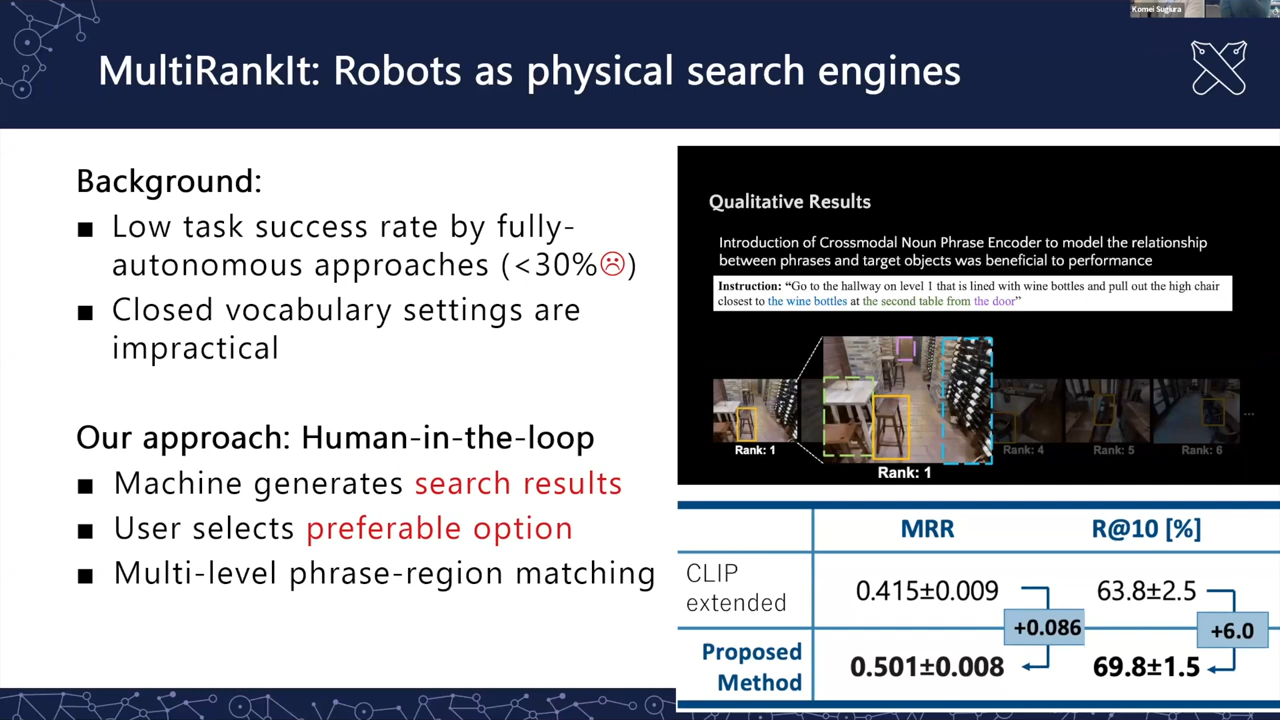 Komei Sugiura
MultiRankIt: Robots as physical search engines
Background:
■ Low task success rate by fully-
autonomous approaches (<30%☹)
■ Closed vocabulary settings are
impractical
Our approach: Human-in-the-loop
■ Machine generates search results
■ User selects preferable option
■ Multi-level phrase-region matching
Qualitative Results
Introduction of Crossmodal Noun Phrase Encoder to model the relationship
between phrases and target objects was beneficial to performance
Instruction: “Go to the hallway on level 1 that is lined with wine bottles and pull out the high chair
closest to the wine bottles at the second table from the door”
Rank: 1
Rank: 1
Rank: 4
Rank: 5
Rank: 6
...
MRR R@10 [%]
CLIP
extended
0.415±0.009 63.8±2.5
+0.086 +6.0
Proposed
Method
0.501±0.008 69.8±1.5